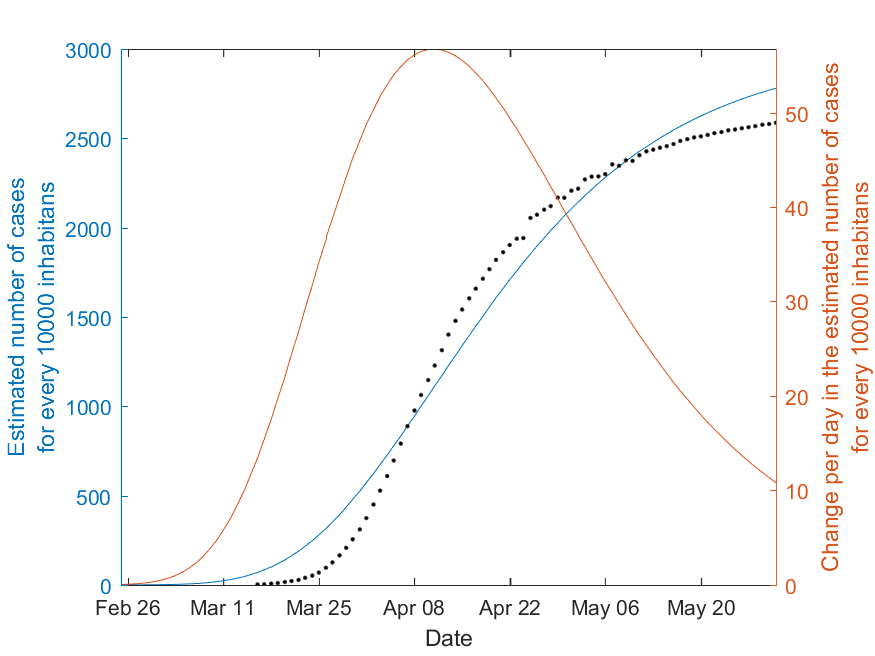 Estimated number of cases
for every 10000 inhabitans
3000
2500
2000
1500
1000
500
0
50
40
30
20
10
0
Change per day in the estimated number of cases
for every 10000 inhabitans
Feb 26 Mar 11 Mar 25 Apr 08 Apr 22 May 06 May 20
Date